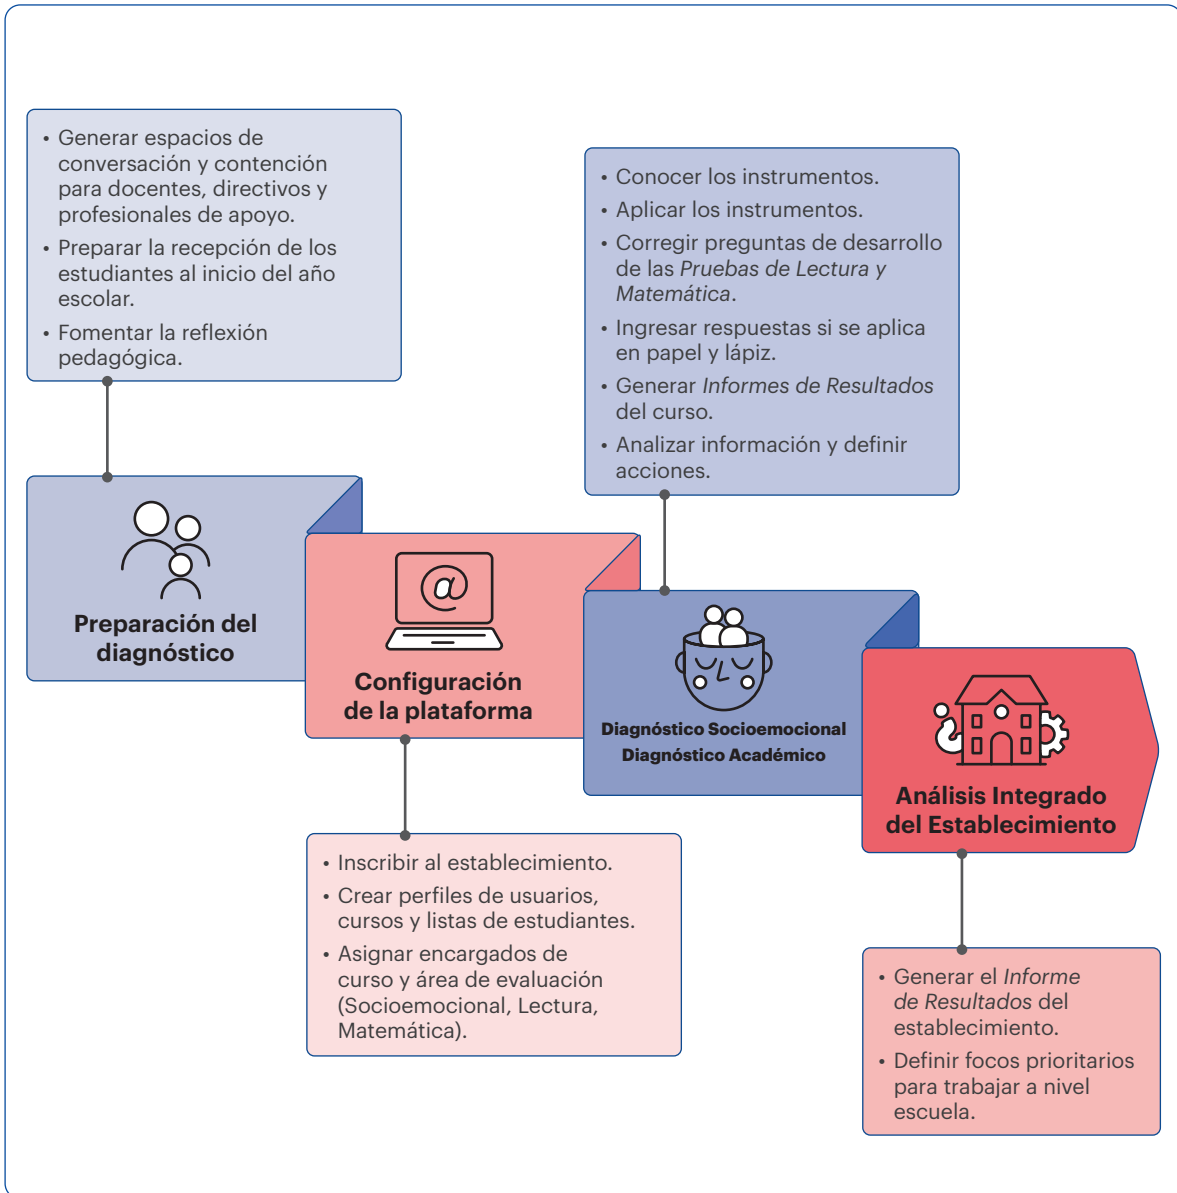 • Generar espacios de
conversación y contención
para docentes, directivos y
profesionales de apoyo.
• Preparar la recepción de los
estudiantes al inicio del año
escolar.
• Fomentar la reflexión
pedagógica.
Preparación del
diagnóstico
@
Configuración
de la plataforma
• Inscribir al establecimiento.
• Crear perfiles de usuarios,
cursos y listas de estudiantes.
• Asignar encargados de
curso y área de evaluación
(Socioemocional, Lectura,
Matemática).
• Conocer los instrumentos.
• Aplicar los instrumentos.
• Corregir preguntas de desarrollo
de las Pruebas de Lectura y
Matemática.
• Ingresar respuestas si se aplica
en papel y lápiz.
• Generar Informes de Resultados
del curso.
• Analizar información y definir
acciones.
Diagnóstico Socioemocional
Diagnóstico Académico
¿
Análisis Integrado
del Establecimiento
• Generar el Informe
de Resultados del
establecimiento.
• Definir focos prioritarios
para trabajar a nivel
escuela.